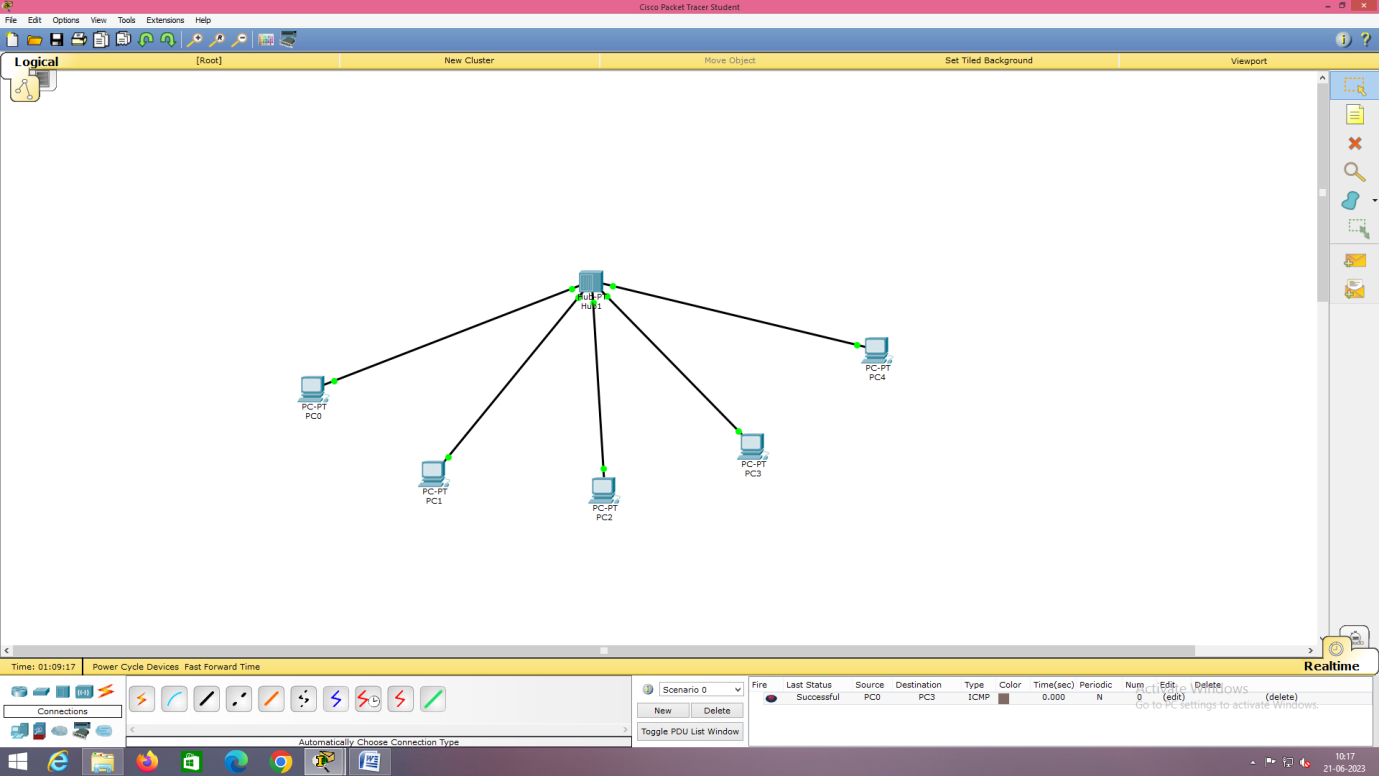 Cisco Packet Tracer Student
File Edit Options View Tools Extensions Help
Logical [Root] New Cluster Move Object Set Tiled Background Viewport
Hub-PT
Hub1
PC-PT
PC4
PC-PT
PC0
PC-PT
PC3
PC-PT
PC1
PC-PT
PC2
Time: 01:09:17 Power Cycle Devices Fast Forward Time Realtime
Connections
Automatically Choose Connection Type
Scenario 0
New Delete
Toggle PDU List Window
Fire Last Status Source Destination Type Color Time(sec) Periodic Num Edit Delete
Successful PC0 PC3 ICMP 0.000 N 0 (edit) (delete)
Activate Windows
Go to PC settings to activate Windows.
10:17
21-06-2023